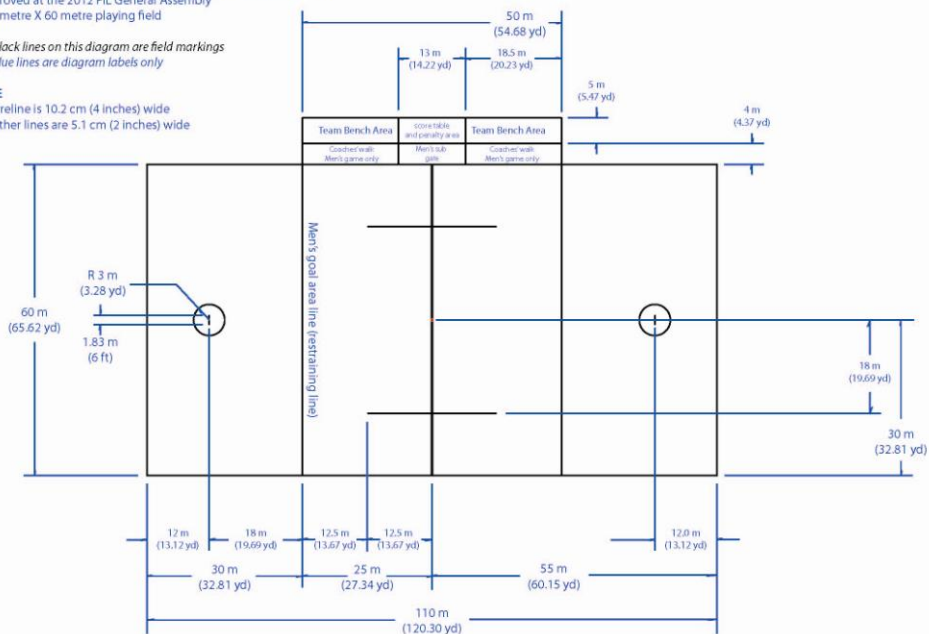 metre X 60 metre playing field
lack lines on this diagram are field markings
lue lines are diagram labels only
reline is 10.2 cm (4 inches) wide
ther lines are 5.1 cm (2 inches) wide
50 m
(54.68 yd)
13 m
(14.22 yd)
18.5 m
(20.23 yd)
5 m
(5.47 yd)
4 m
(4.37 yd)
Team Bench Area
score table
and penalty area
Team Bench Area
Coaches' walk
Men's game only
Men's sub
gate
Coaches' walk
Men's game only
Men's goal area line (restraining line)
R 3 m
(3.28 yd)
60 m
(65.62 yd)
1.83 m
(6 ft)
18 m
(19.69 yd)
30 m
(32.81 yd)
12 m
(13.12 yd)
18 m
(19.69 yd)
12.5 m
(13.67 yd)
12.5 m
(13.67 yd)
12.0 m
(13.12 yd)
30 m
(32.81 yd)
25 m
(27.34 yd)
55 m
(60.15 yd)
110 m
(120.30 yd)